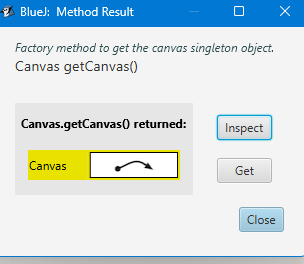 BlueJ: Method Result
Factory method to get the canvas singleton object.
Canvas getCanvas()
Canvas.getCanvas() returned:
Inspect
Canvas
Get
Close